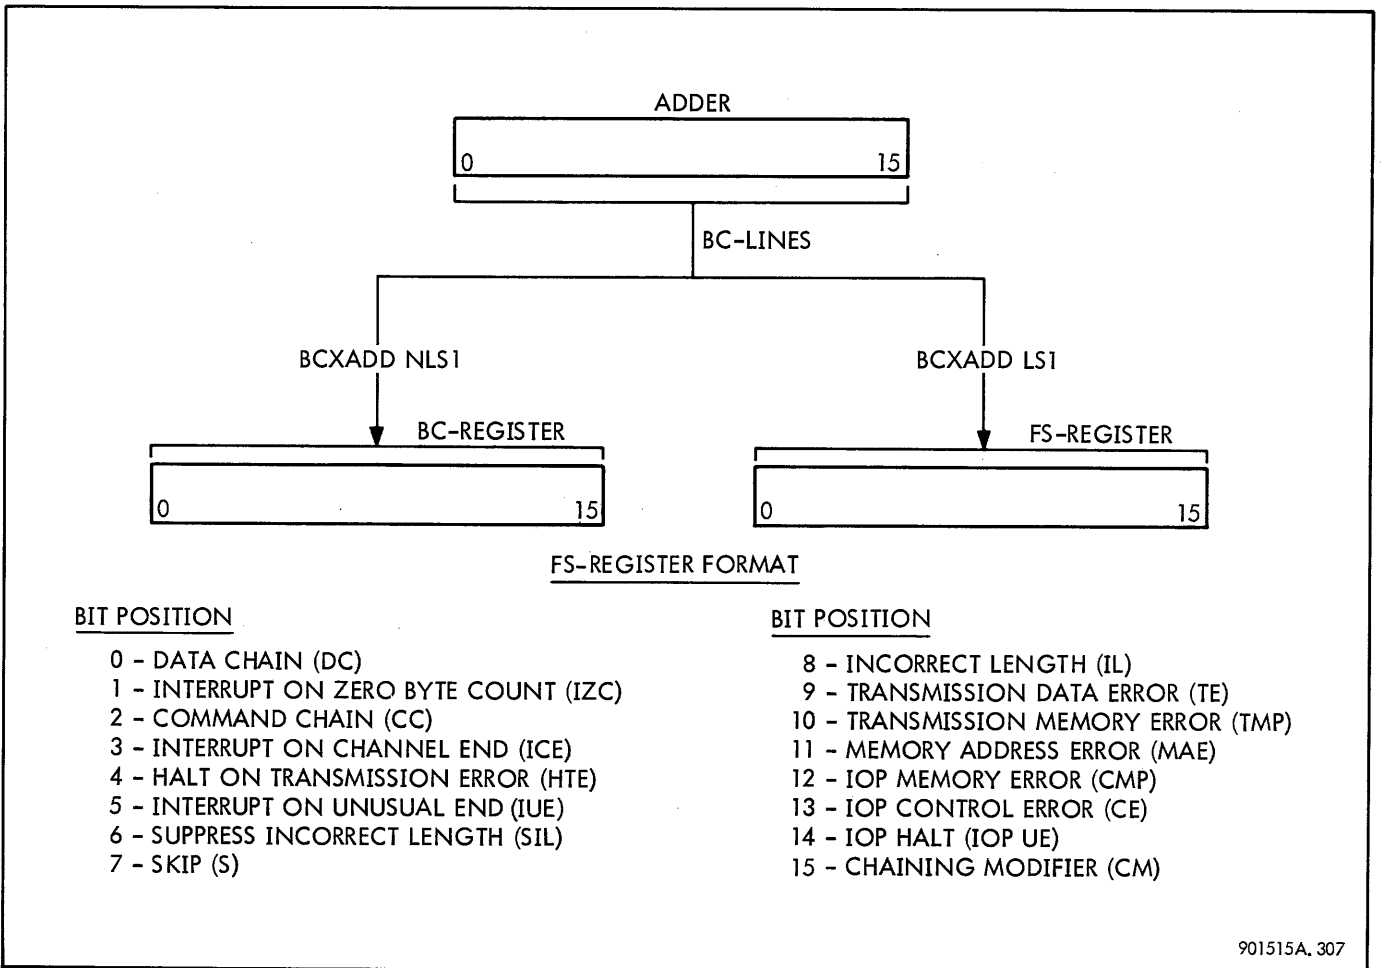 ADDER
0 15
BC-LINES
BCXADD NLS1 BCXADD LS1
BC-REGISTER FS-REGISTER
0 15 0 15
FS-REGISTER FORMAT
BIT POSITION
0 - DATA CHAIN (DC)
1 - INTERRUPT ON ZERO BYTE COUNT (IZC)
2 - COMMAND CHAIN (CC)
3 - INTERRUPT ON CHANNEL END (ICE)
4 - HALT ON TRANSMISSION ERROR (HTE)
5 - INTERRUPT ON UNUSUAL END (IUE)
6 - SUPPRESS INCORRECT LENGTH (SIL)
7 - SKIP (S)
BIT POSITION
8 - INCORRECT LENGTH (IL)
9 - TRANSMISSION DATA ERROR (TE)
10 - TRANSMISSION MEMORY ERROR (TMP)
11 - MEMORY ADDRESS ERROR (MAE)
12 - IOP MEMORY ERROR (CMP)
13 - IOP CONTROL ERROR (CE)
14 - IOP HALT (IOP UE)
15 - CHAINING MODIFIER (CM)
901515A. 307